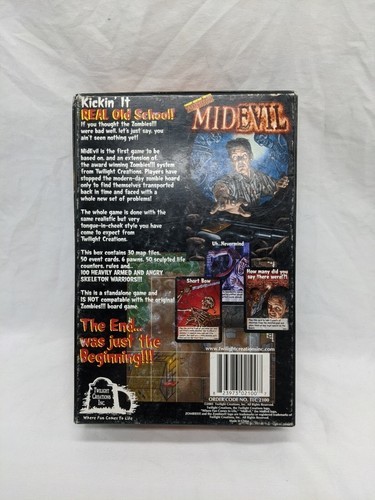 Kickin' It
REAL Old School!
If you thought the Zombies!!!
were bad well, let's just say, you
ain't seen nothing yet!
MIDEVIL
MidEvil is the first game to be
based on, and an extension of,
the award winning Zombies!!! system
from Twilight Creations. Players have
stopped the modern-day zombie hoard
only to find themselves transported
back in time and faced with a
whole new set of problems!
The whole game is done with the
same realistic but very
tongue-in-cheek style you have
come to expect from
Twilight Creations.
This box contains 30 map tiles,
50 event cards, 6 pawns, 50 sculpted life
counters, rules and...
100 HEAVILY ARMED AND ANGRY
SKELETON WARRIORS!!!
This is a standalone game and
IS NOT compatible with the original
Zombies!!! board game.
The End...
was just the
Beginning!!!
Uh..Nevermind
Short Bow
How many did you
say there were!?!
www.twilightcreationsinc.com
TWILIGHT
CREATIONS
INC.
Where Fun Comes To Life
6 23973 02100
ORDER CODE NO. TLC2100